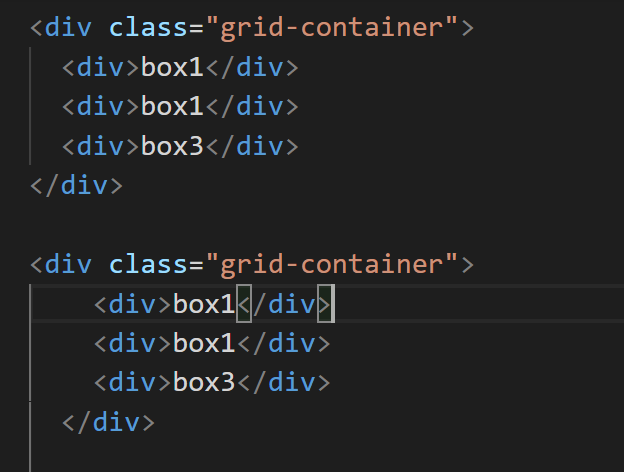 <div class="grid-container">
  <div>box1</div>
  <div>box1</div>
  <div>box3</div>
</div>

<div class="grid-container">
    <div>box1</div>
    <div>box1</div>
    <div>box3</div>
  </div>